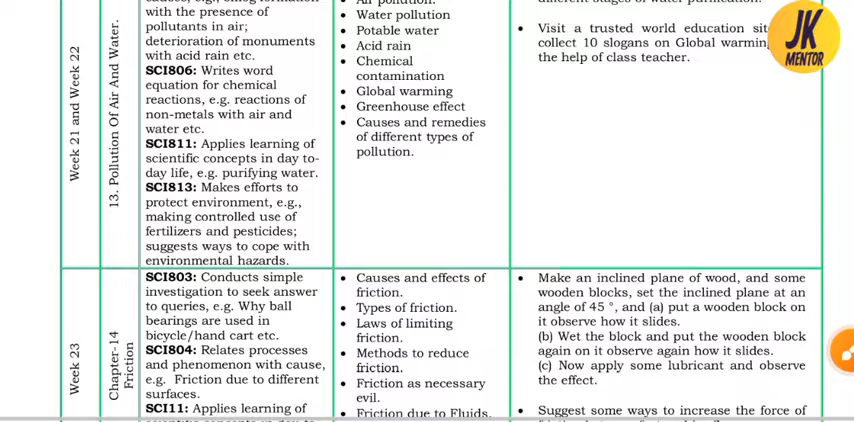 Week 21 and Week 22
13. Pollution Of Air And Water.
with the presence of
pollutants in air;
deterioration of monuments
with acid rain etc.
SCI806: Writes word
equation for chemical
reactions, e.g. reactions of
non-metals with air and
water etc.
SCI811: Applies learning of
scientific concepts in day to-
day life, e.g. purifying water.
SCI813: Makes efforts to
protect environment, e.g.,
making controlled use of
fertilizers and pesticides;
suggests ways to cope with
environmental hazards.
• Air pollution.
• Water pollution
• Potable water
• Acid rain
• Chemical
contamination
• Global warming
• Greenhouse effect
• Causes and remedies
of different types of
pollution.
different stages of water purification.
• Visit a trusted world education sit
collect 10 slogans on Global warming
the help of class teacher.
JK
MENTOR
Week 23
Chapter-14
Friction
SCI803: Conducts simple
investigation to seek answer
to queries, e.g. Why ball
bearings are used in
bicycle/hand cart etc.
SCI804: Relates processes
and phenomenon with cause,
e.g. Friction due to different
surfaces.
SCI11: Applies learning of
• Causes and effects of
friction.
• Types of friction.
• Laws of limiting
friction.
• Methods to reduce
friction.
• Friction as necessary
evil.
• Friction due to Fluids.
• Make an inclined plane of wood, and some
wooden blocks, set the inclined plane at an
angle of 45 °, and (a) put a wooden block on
it observe how it slides.
(b) Wet the block and put the wooden block
again on it observe again how it slides.
(c) Now apply some lubricant and observe
the effect.
• Suggest some ways to increase the force of